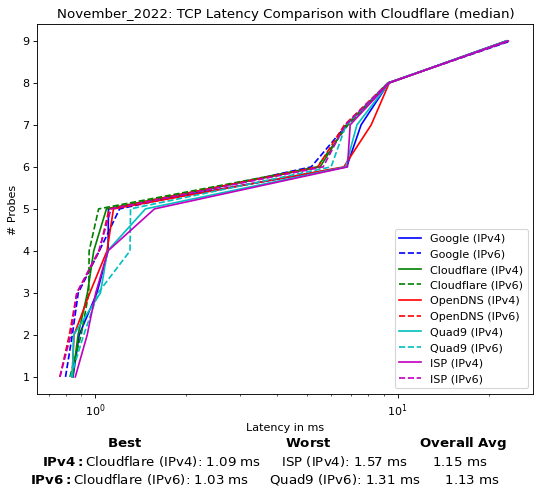 November_2022: TCP Latency Comparison with Cloudflare (median)
# Probes
9
8
7
6
5
4
3
2
1
Google (IPv4)
Google (IPv6)
Cloudflare (IPv4)
Cloudflare (IPv6)
OpenDNS (IPv4)
OpenDNS (IPv6)
Quad9 (IPv4)
Quad9 (IPv6)
ISP (IPv4)
ISP (IPv6)
10⁰ 10¹
Latency in ms
Best Worst Overall Avg
IPv4: Cloudflare (IPv4): 1.09 ms ISP (IPv4): 1.57 ms 1.15 ms
IPv6: Cloudflare (IPv6): 1.03 ms Quad9 (IPv6): 1.31 ms 1.13 ms